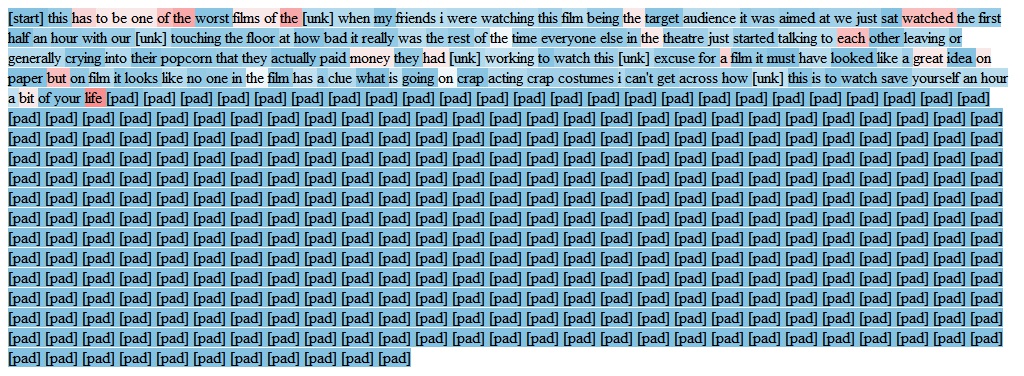 [start] this has to be one of the worst films of the [unk] when my friends i were watching this film being the target audience it was aimed at we just sat watched the first
half an hour with our [unk] touching the floor at how bad it really was the rest of the time everyone else in the theatre just started talking to each other leaving or
generally crying into their popcorn that they actually paid money they had [unk] working to watch this [unk] excuse for a film it must have looked like a great idea on
paper but on film it looks like no one in the film has a clue what is going on crap acting crap costumes i can't get across how [unk] this is to watch save yourself an hour
a bit of your life [pad] [pad] [pad] [pad] [pad] [pad] [pad] [pad] [pad] [pad] [pad] [pad] [pad] [pad] [pad] [pad] [pad] [pad] [pad] [pad] [pad] [pad] [pad] [pad]
[pad] [pad] [pad] [pad] [pad] [pad] [pad] [pad] [pad] [pad] [pad] [pad] [pad] [pad] [pad] [pad] [pad] [pad] [pad] [pad] [pad] [pad] [pad] [pad] [pad] [pad] [pad]
[pad] [pad] [pad] [pad] [pad] [pad] [pad] [pad] [pad] [pad] [pad] [pad] [pad] [pad] [pad] [pad] [pad] [pad] [pad] [pad] [pad] [pad] [pad] [pad] [pad] [pad] [pad]
[pad] [pad] [pad] [pad] [pad] [pad] [pad] [pad] [pad] [pad] [pad] [pad] [pad] [pad] [pad] [pad] [pad] [pad] [pad] [pad] [pad] [pad] [pad] [pad] [pad] [pad] [pad]
[pad] [pad] [pad] [pad] [pad] [pad] [pad] [pad] [pad] [pad] [pad] [pad] [pad] [pad] [pad] [pad] [pad] [pad] [pad] [pad] [pad] [pad] [pad] [pad] [pad] [pad] [pad]
[pad] [pad] [pad] [pad] [pad] [pad] [pad] [pad] [pad] [pad] [pad] [pad] [pad] [pad] [pad] [pad] [pad] [pad] [pad] [pad] [pad] [pad] [pad] [pad] [pad] [pad] [pad]
[pad] [pad] [pad] [pad] [pad] [pad] [pad] [pad] [pad] [pad] [pad] [pad] [pad] [pad] [pad] [pad] [pad] [pad] [pad] [pad] [pad] [pad] [pad] [pad] [pad] [pad] [pad]
[pad] [pad] [pad] [pad] [pad] [pad] [pad] [pad] [pad] [pad] [pad] [pad] [pad] [pad] [pad] [pad] [pad] [pad] [pad] [pad] [pad] [pad] [pad] [pad] [pad] [pad] [pad]
[pad] [pad] [pad] [pad] [pad] [pad] [pad] [pad] [pad] [pad] [pad] [pad] [pad] [pad] [pad] [pad] [pad] [pad] [pad] [pad] [pad] [pad] [pad] [pad] [pad] [pad] [pad]
[pad] [pad] [pad] [pad] [pad] [pad] [pad] [pad] [pad] [pad] [pad] [pad] [pad] [pad] [pad] [pad] [pad] [pad] [pad] [pad] [pad] [pad] [pad] [pad] [pad] [pad] [pad]
[pad] [pad] [pad] [pad] [pad] [pad] [pad] [pad] [pad] [pad] [pad] [pad] [pad] [pad] [pad] [pad] [pad] [pad] [pad] [pad] [pad] [pad] [pad] [pad] [pad] [pad] [pad]
[pad] [pad] [pad] [pad] [pad] [pad] [pad] [pad] [pad] [pad] [pad] [pad] [pad] [pad] [pad] [pad] [pad] [pad] [pad] [pad] [pad] [pad] [pad] [pad] [pad] [pad] [pad]
[pad] [pad] [pad] [pad] [pad] [pad] [pad] [pad] [pad] [pad] [pad] [pad] [pad] [pad] [pad] [pad] [pad] [pad] [pad] [pad] [pad] [pad] [pad] [pad] [pad] [pad] [pad]
[pad] [pad] [pad] [pad] [pad] [pad] [pad] [pad] [pad] [pad] [pad]